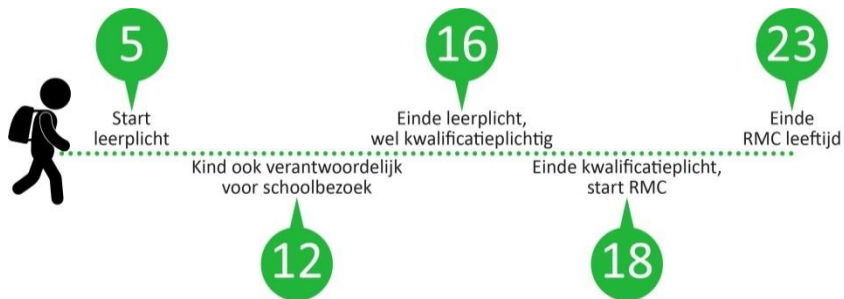 5
Start
leerplicht
12
Kind ook verantwoordelijk
voor schoolbezoek
16
Einde leerplicht,
wel kwalificatieplichtig
18
Einde kwalificatieplicht,
start RMC
23
Einde
RMC leeftijd